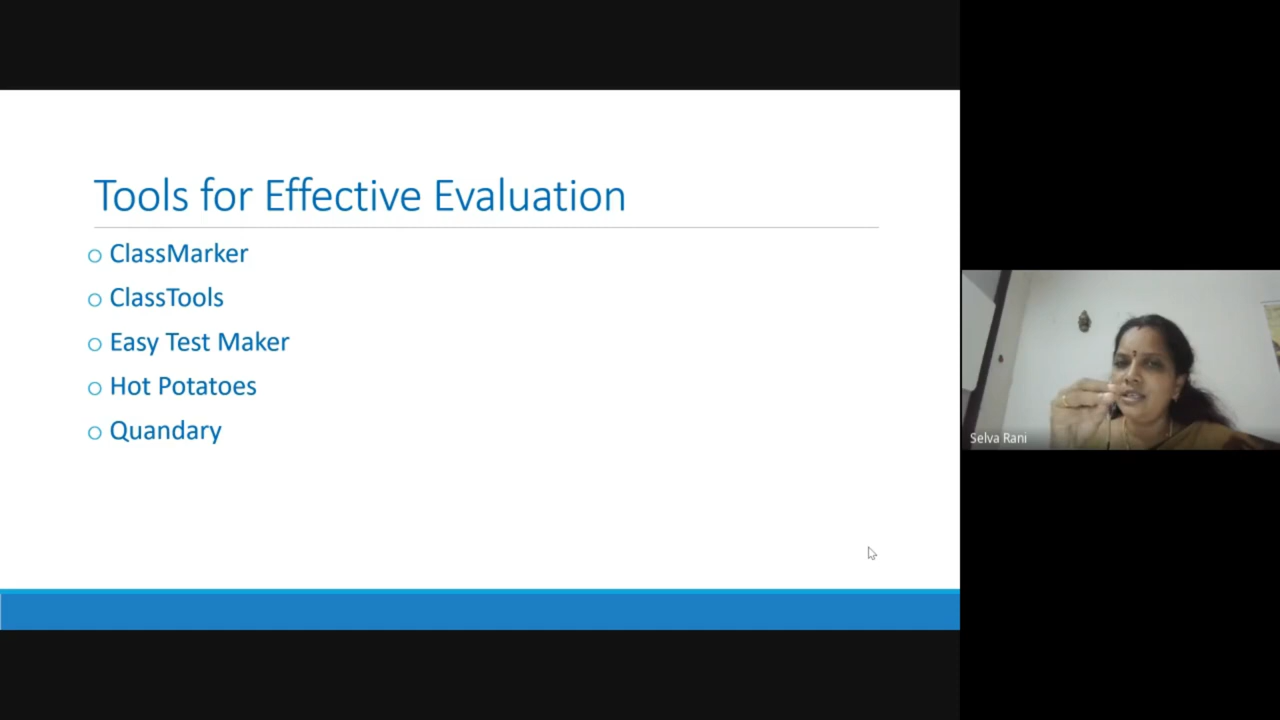 Tools for Effective Evaluation
ClassMarker
ClassTools
Easy Test Maker
Hot Potatoes
Quandary
Selva Rani